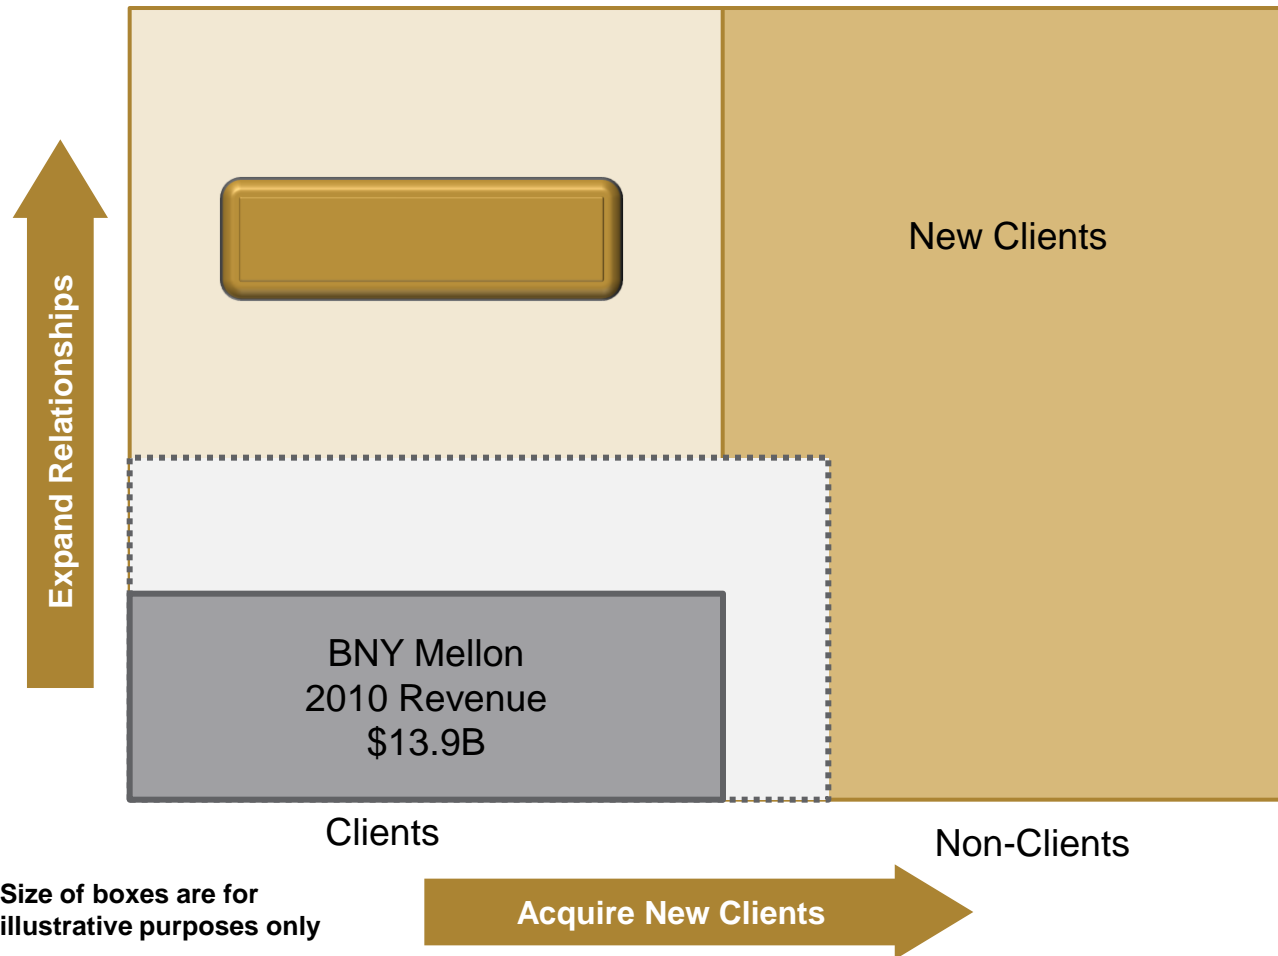 New Clients
Expand Relationships
BNY Mellon
2010 Revenue
$13.9B
Clients
Non-Clients
Size of boxes are for
illustrative purposes only
Acquire New Clients